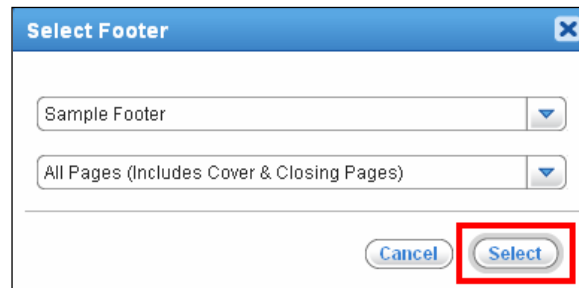 Select Footer
Sample Footer
All Pages (Includes Cover & Closing Pages)
Cancel Select